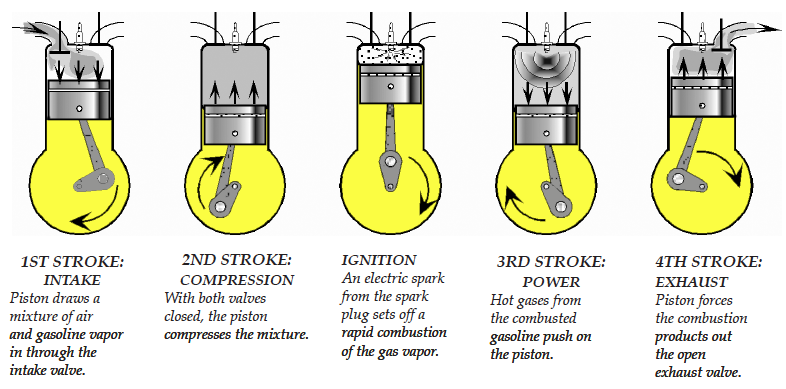 1ST STROKE:
INTAKE
Piston draws a
mixture of air
and gasoline vapor
in through the
intake valve.
2ND STROKE:
COMPRESSION
With both valves
closed, the piston
compresses the mixture.
IGNITION
An electric spark
from the spark
plug sets off a
rapid combustion
of the gas vapor.
3RD STROKE:
POWER
Hot gases from
the combusted
gasoline push on
the piston.
4TH STROKE:
EXHAUST
Piston forces
the combustion
products out
the open
exhaust valve.